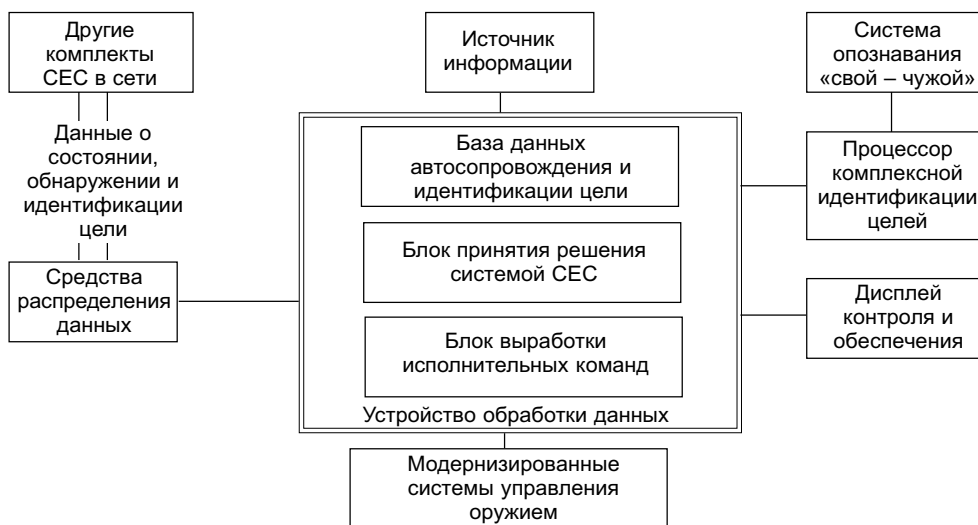 Другие
комплекты
СЕС в сети
Источник
информации
Система
опознавания
«свой – чужой»
Данные о
состоянии,
обнаружении и
идентификации
цели
База данных
автосопровождения и
идентификации цели
Процессор
комплексной
идентификации
целей
Блок принятия решения
системой СЕС
Средства
распределения
данных
Дисплей
контроля и
обеспечения
Блок выработки
исполнительных команд
Устройство обработки данных
Модернизированные
системы управления
оружием